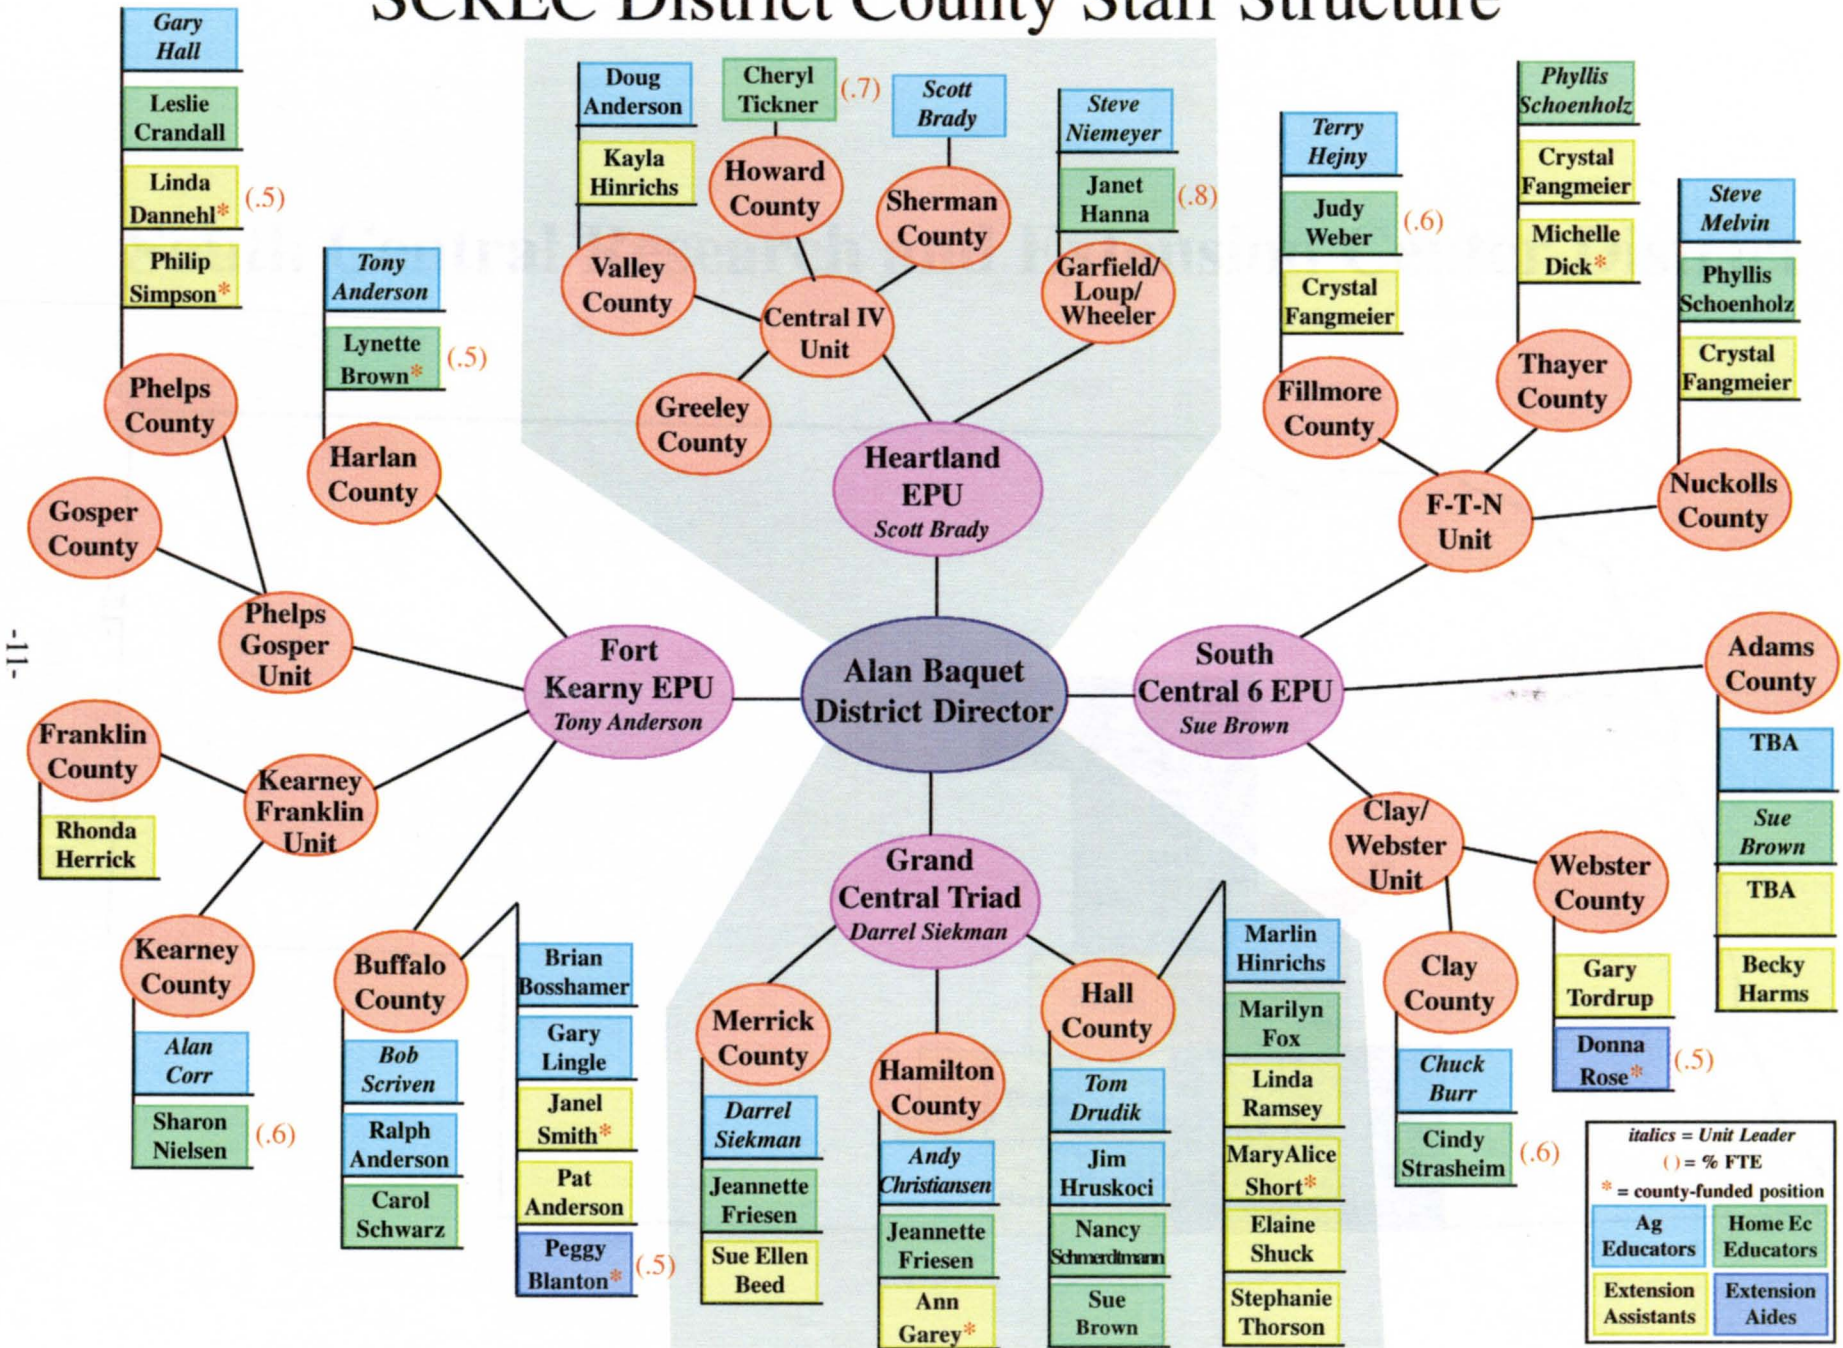 SCREC District County Staff Structure
Gary
Hall
Leslie
Crandall
Linda
Dannehl* (.5)
Philip
Simpson*
Phelps
County
Tony
Anderson
Lynette
Brown* (.5)
Harlan
County
Gosper
County
Phelps
Gosper
Unit
Franklin
County
Rhonda
Herrick
Kearney
Franklin
Unit
Kearney
County
Alan
Corr
Sharon
Nielsen (.6)
Fort
Kearny EPU
Tony Anderson
Buffalo
County
Bob
Scriven
Ralph
Anderson
Carol
Schwarz
Brian
Bosshamer
Gary
Lingle
Janel
Smith*
Pat
Anderson
Peggy
Blanton* (.5)
Doug
Anderson
Kayla
Hinrichs
Valley
County
Cheryl
Tickner (.7)
Howard
County
Scott
Brady
Sherman
County
Steve
Niemeyer
Janet
Hanna (.8)
Garfield/
Loup/
Wheeler
Central IV
Unit
Greeley
County
Heartland
EPU
Scott Brady
Alan Baquet
District Director
Grand
Central Triad
Darrel Siekman
Merrick
County
Darrel
Siekman
Jeannette
Friesen
Sue Ellen
Beed
Hamilton
County
Andy
Christiansen
Jeannette
Friesen
Ann
Garey*
Hall
County
Tom
Drudik
Jim
Hruskoci
Nancy
Schmerdtmann
Sue
Brown
Marlin
Hinrichs
Marilyn
Fox
Linda
Ramsey
MaryAlice
Short*
Elaine
Shuck
Stephanie
Thorson
Terry
Hejny
Judy
Weber (.6)
Crystal
Fangmeier
Fillmore
County
Phyllis
Schoenholz
Crystal
Fangmeier
Michelle
Dick*
Thayer
County
Steve
Melvin
Phyllis
Schoenholz
Crystal
Fangmeier
Nuckolls
County
F-T-N
Unit
South
Central 6 EPU
Sue Brown
Adams
County
TBA
Sue
Brown
TBA
Becky
Harms
Clay/
Webster
Unit
Webster
County
Gary
Tordrup
Donna
Rose* (.5)
Clay
County
Chuck
Burr
Cindy
Strasheim (.6)
italics = Unit Leader
( ) = % FTE
* = county-funded position
Ag
Educators
Home Ec
Educators
Extension
Assistants
Extension
Aides
-11-